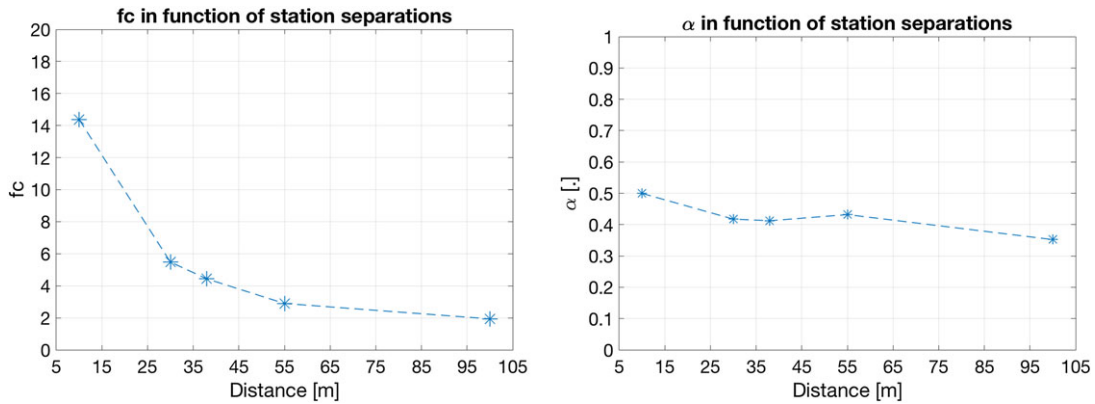 fc in function of station separations
20
18
16
14
12
10
8
6
4
2
0
fc
5 15 25 35 45 55 65 75 85 95 105
Distance [m]
α in function of station separations
1
0.9
0.8
0.7
0.6
0.5
0.4
0.3
0.2
0.1
0
α [.]
5 15 25 35 45 55 65 75 85 95 105
Distance [m]